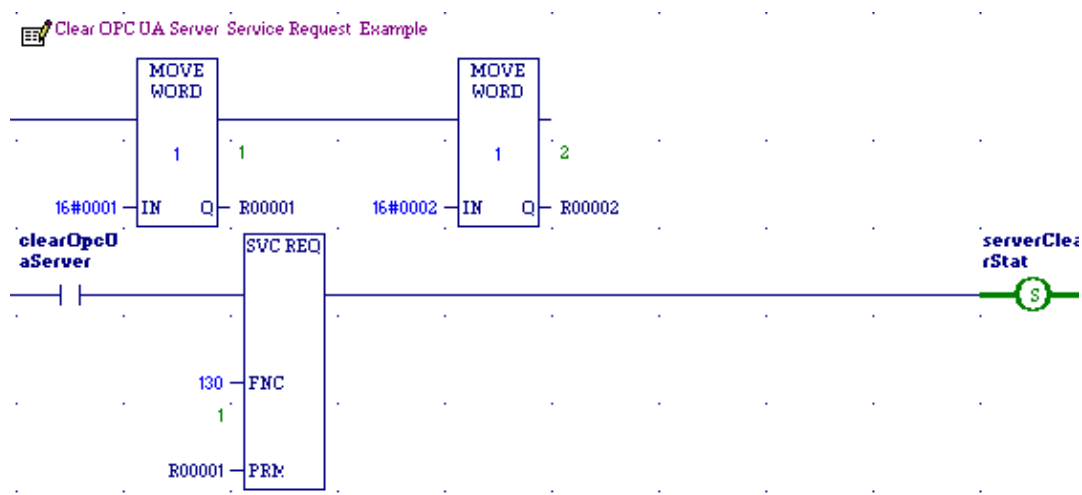 Clear OPC UA Server Service Request Example
MOVE
WORD
MOVE
WORD
1
1
1
2
16#0001
IN
Q
R00001
16#0002
IN
Q
R00002
clearOpcU
aServer
SVC REQ
serverClea
rStat
S
130
FNC
1
R00001
PRM